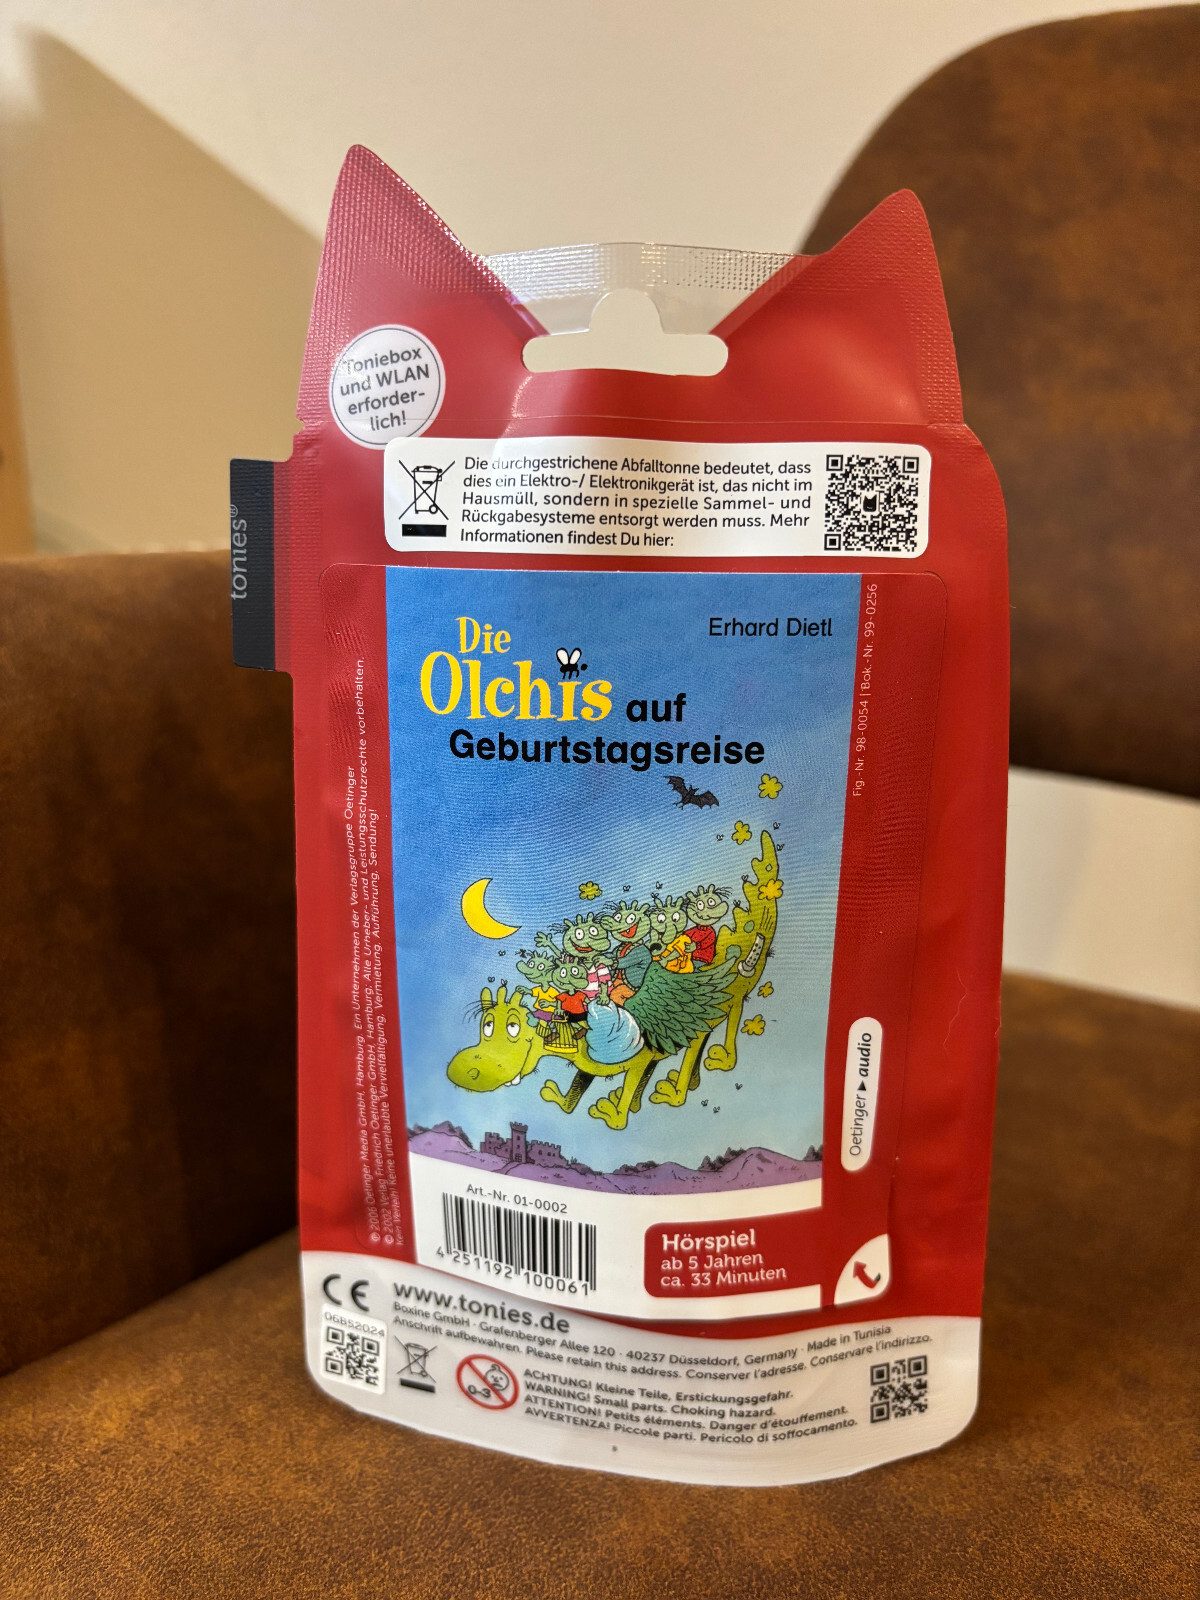 Toniebox
und WLAN
erforder-
lich!
tonies®
Die durchgestrichene Abfalltonne bedeutet, dass
dies ein Elektro-/ Elektronikgerät ist, das nicht im
Hausmüll, sondern in spezielle Sammel- und
Rückgabesysteme entsorgt werden muss. Mehr
Informationen findest Du hier:
Erhard Dietl
Die
Olchis auf
Geburtstagsreise
Fig.-Nr. 98-0054 | Bok.-Nr. 99-0256
℗ 2006 Oetinger Media GmbH, Hamburg. Ein Unternehmen der Verlagsgruppe Oetinger
© 2002 Verlag Friedrich Oetinger GmbH, Hamburg. Alle Urheber- und Leistungsschutzrechte vorbehalten.
Kein Verleih! Keine unerlaubte Vervielfältigung, Vermietung, Aufführung, Sendung!
Oetinger audio
Art.-Nr. 01-0002
4 251192 100061
Hörspiel
ab 5 Jahren
ca. 33 Minuten
CE
06BS2024
www.tonies.de
Boxine GmbH · Grafenberger Allee 120 · 40237 Düsseldorf, Germany · Made in Tunisia
Anschrift aufbewahren. Please retain this address. Conserver l'adresse. Conservare l'indirizzo.
0-3
ACHTUNG! Kleine Teile, Erstickungsgefahr.
WARNING! Small parts. Choking hazard.
ATTENTION! Petits éléments. Danger d'étouffement.
AVVERTENZA! Piccole parti. Pericolo di soffocamento.